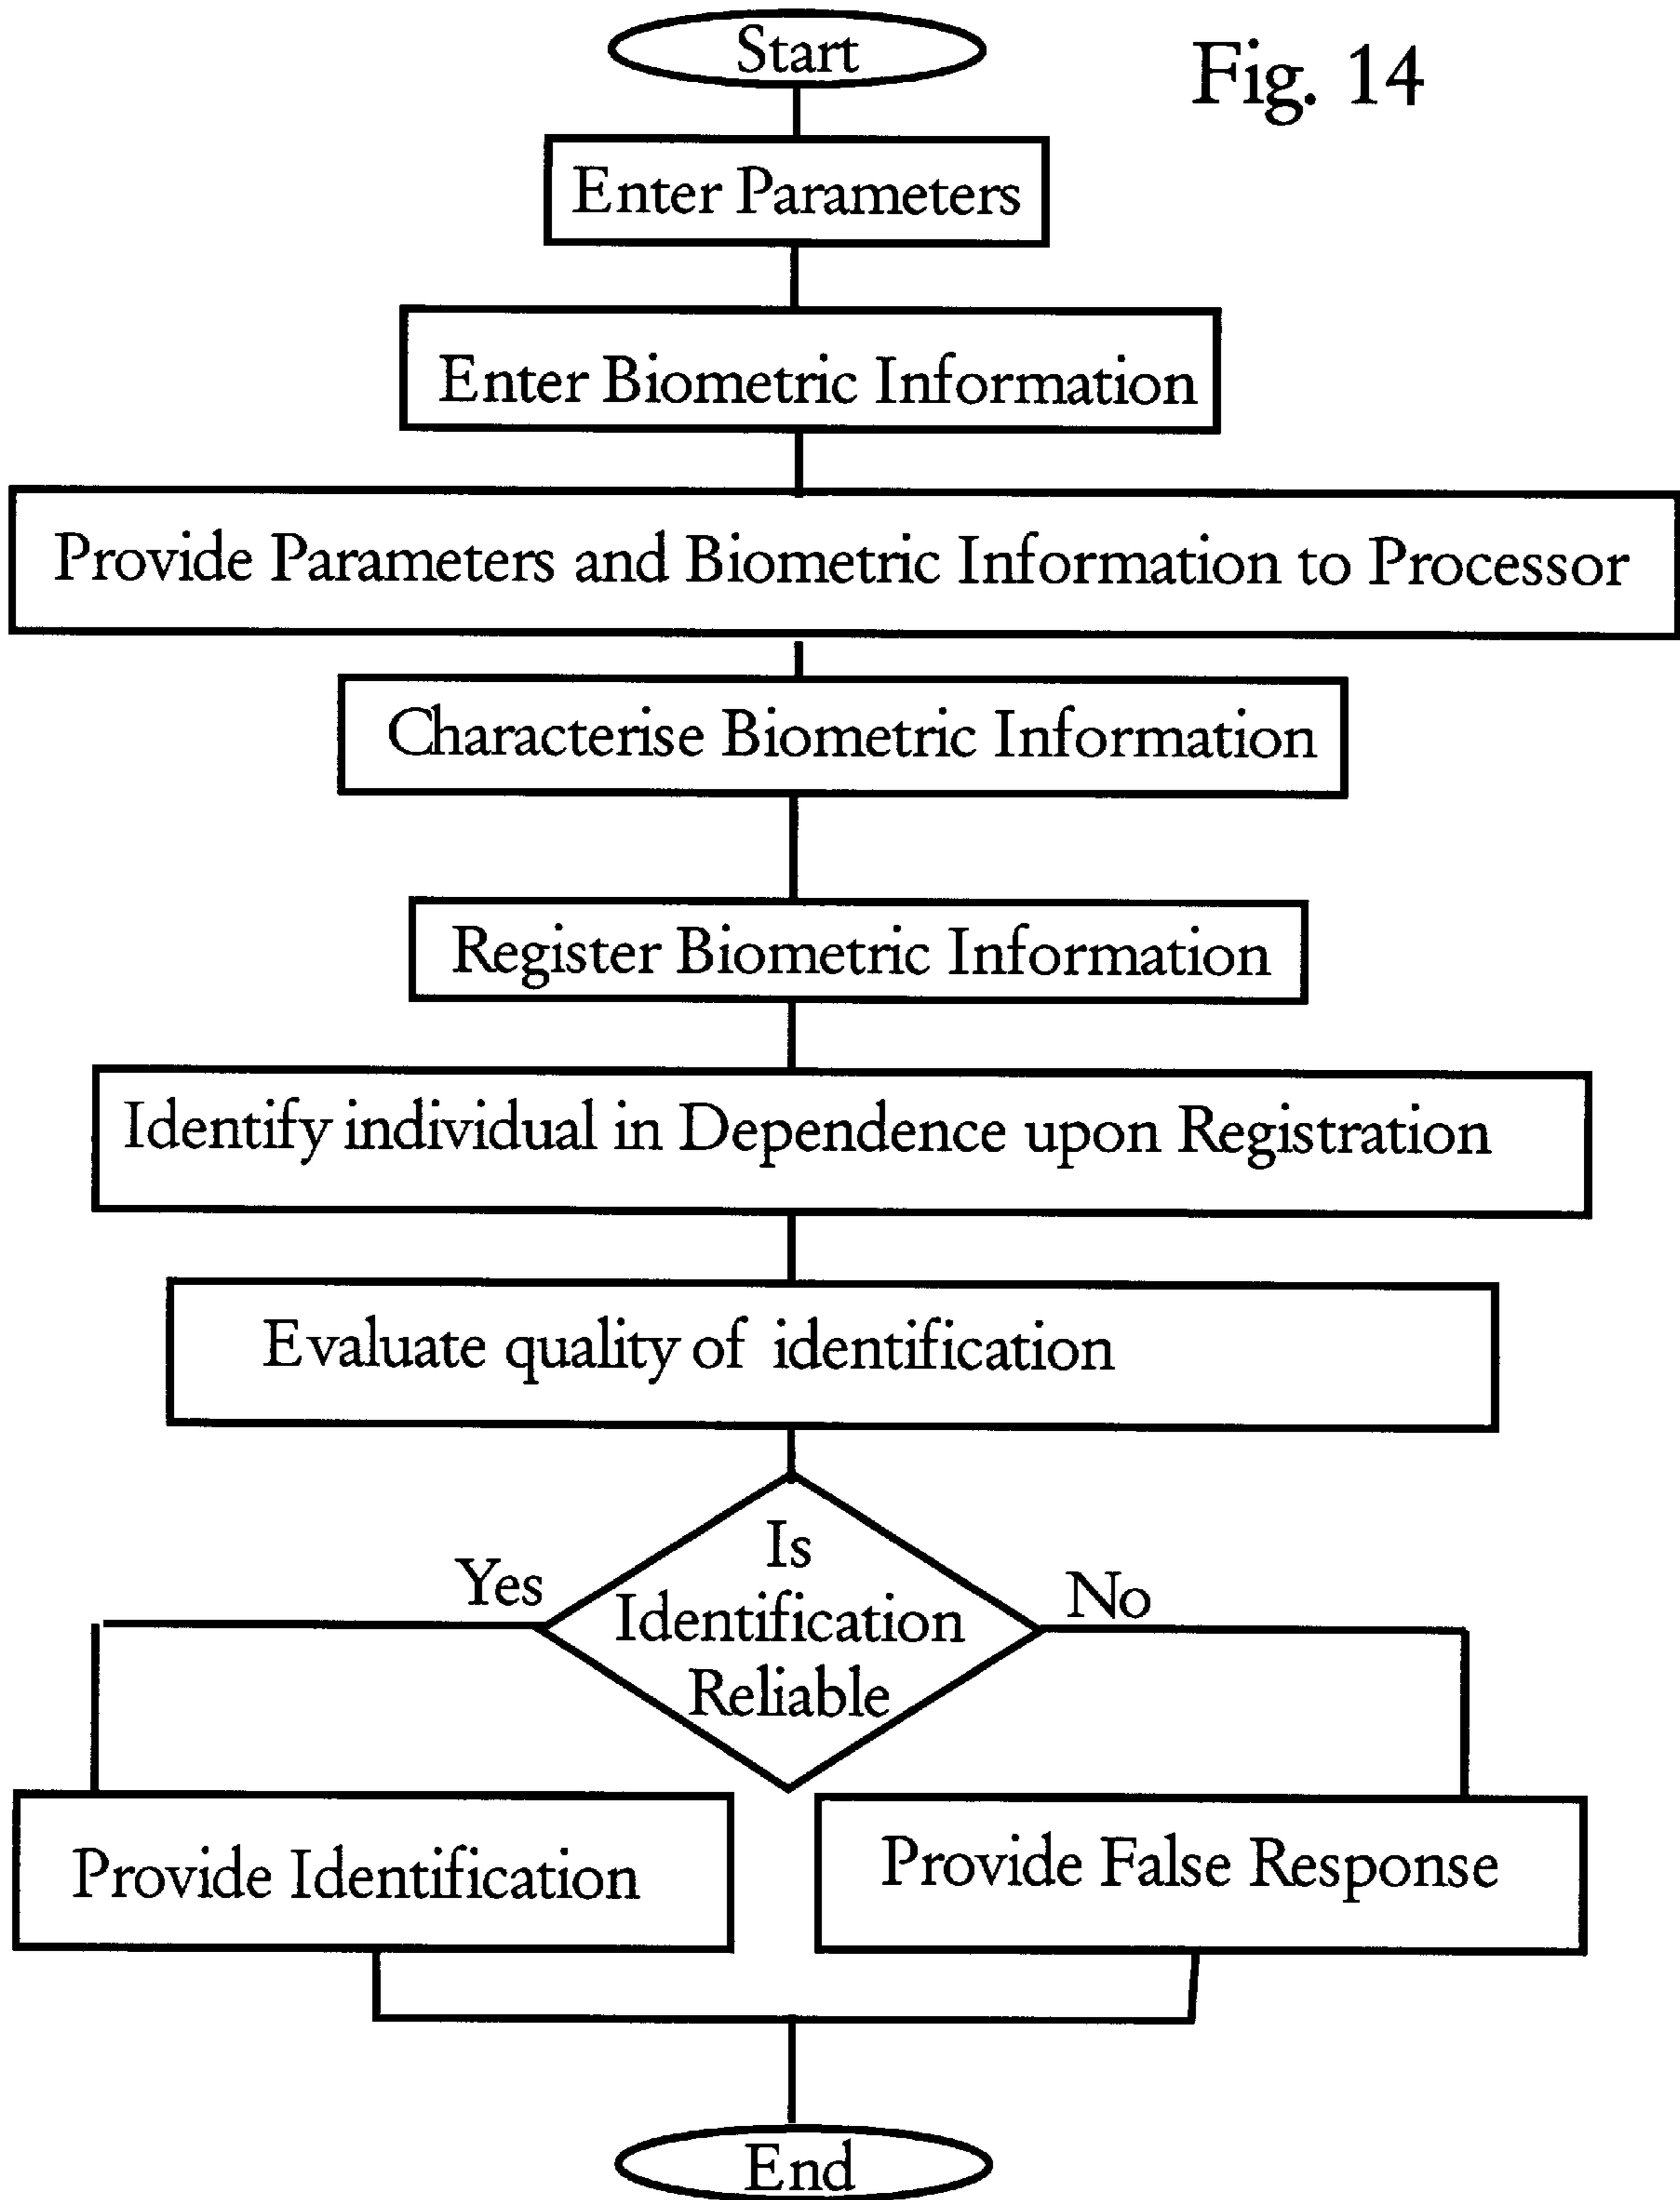 Start
Fig. 14
Enter Parameters
Enter Biometric Information
Provide Parameters and Biometric Information to Processor
Characterise Biometric Information
Register Biometric Information
Identify individual in Dependence upon Registration
Evaluate quality of identification
Is
Identification
Reliable
Yes
No
Provide Identification
Provide False Response
End